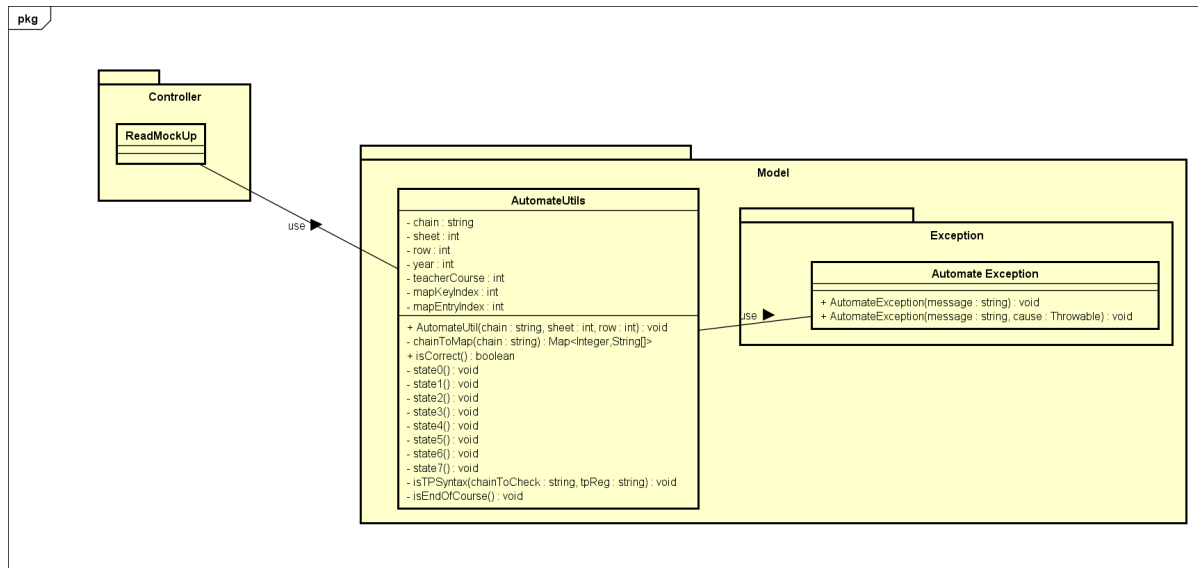 pkg
Controller
ReadMockUp
use
Model
AutomateUtils
- chain : string
- sheet : int
- row : int
- year : int
- teacherCourse : int
- mapKeyIndex : int
- mapEntryIndex : int
+ AutomateUtil(chain : string, sheet : int, row : int) : void
- chainToMap(chain : string) : Map<Integer,String[]>
+ isCorrect() : boolean
- state0() : void
- state1() : void
- state2() : void
- state3() : void
- state4() : void
- state5() : void
- state6() : void
- state7() : void
- isTPSyntax(chainToCheck : string, tpReg : string) : void
- isEndOfCourse() : void
use
Exception
Automate Exception
+ AutomateException(message : string) : void
+ AutomateException(message : string, cause : Throwable) : void